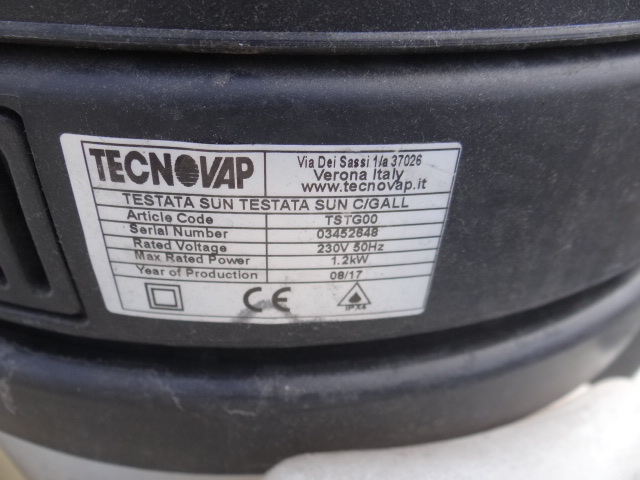 TECNOVAP
Via Dei Sassi 1/a 37026
Verona Italy
www.tecnovap.it
TESTATA SUN TESTATA SUN C/GALL
Article Code TSTG00
Serial Number 03452848
Rated Voltage 230V 50Hz
Max Rated Power 1.2kW
Year of Production 08/17
CE IPX4